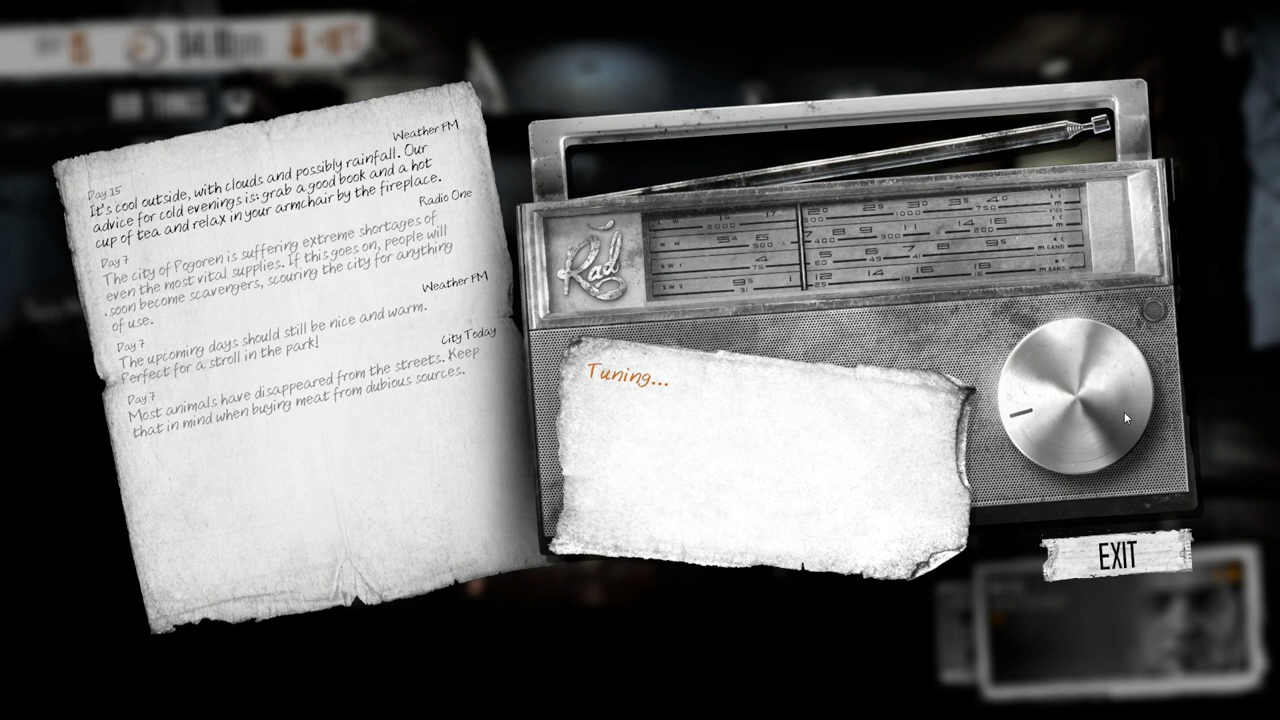 Weather FM
Day 15
It's cool outside, with clouds and possibly rainfall. Our
advice for cold evenings is: grab a good book and a hot
cup of tea and relax in your armchair by the fireplace.
Radio One
Day 7
The city of Pogoren is suffering extreme shortages of
even the most vital supplies. If this goes on, people will
soon become scavengers, scouring the city for anything
of use.
Weather FM
Day 7
The upcoming days should still be nice and warm.
Perfect for a stroll in the park!
City Today
Day 7
Most animals have disappeared from the streets. Keep
that in mind when buying meat from dubious sources.
Rad
Tuning...
EXIT